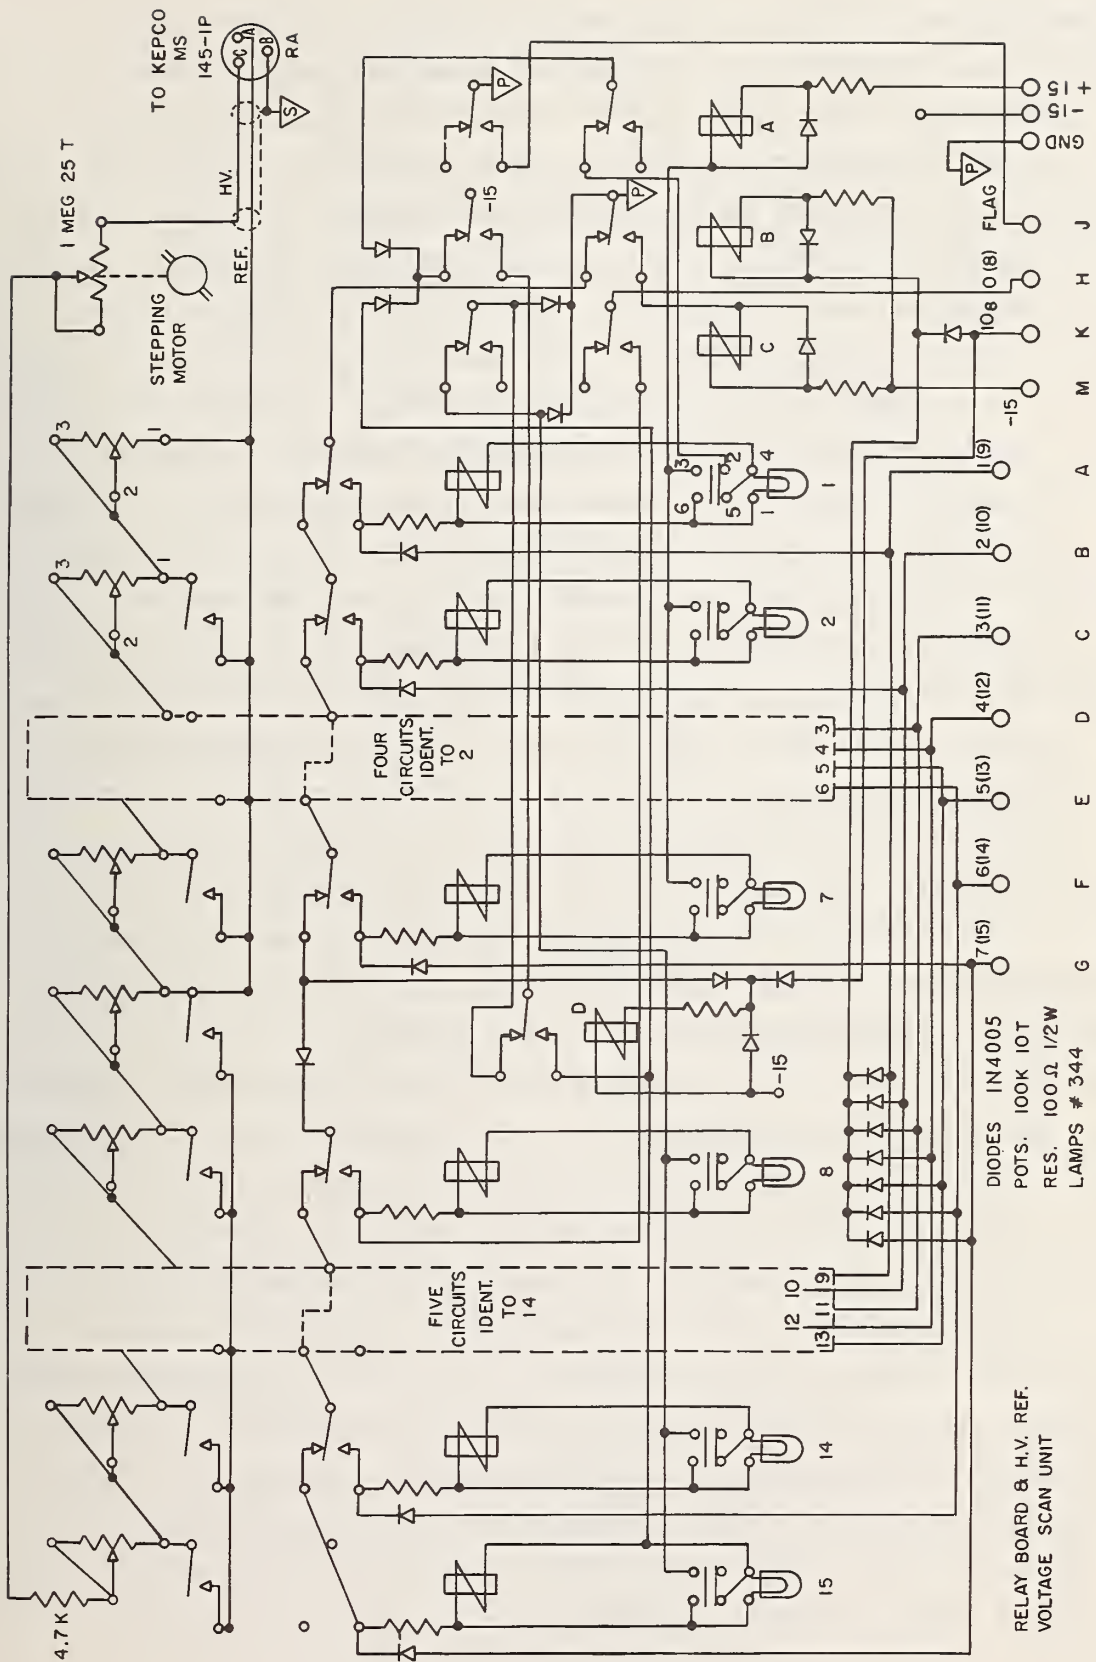 TO KEPCO
MS
145-1P
C
A
B
RA
S
1 MEG 25 T
HV.
REF.
STEPPING
MOTOR
3
2
1
3
2
1
4.7 K
P
-15
P
A
B
C
D
-15
FOUR
CIRCUITS
IDENT.
TO
2
FIVE
CIRCUITS
IDENT.
TO
14
3
2
4
6
5
1
1
2
7
8
14
15
3
4
5
6
9
10
11
12
13
+15
-15
GND
P
FLAG
J
0 (8)
H
10₈
K
-15
M
1 (9)
A
2 (10)
B
3 (11)
C
4 (12)
D
5 (13)
E
6 (14)
F
7 (15)
G
DIODES 1N4005
POTS. 100K 10T
RES. 100 Ω 1/2 W
LAMPS # 344
RELAY BOARD & H.V. REF.
VOLTAGE SCAN UNIT